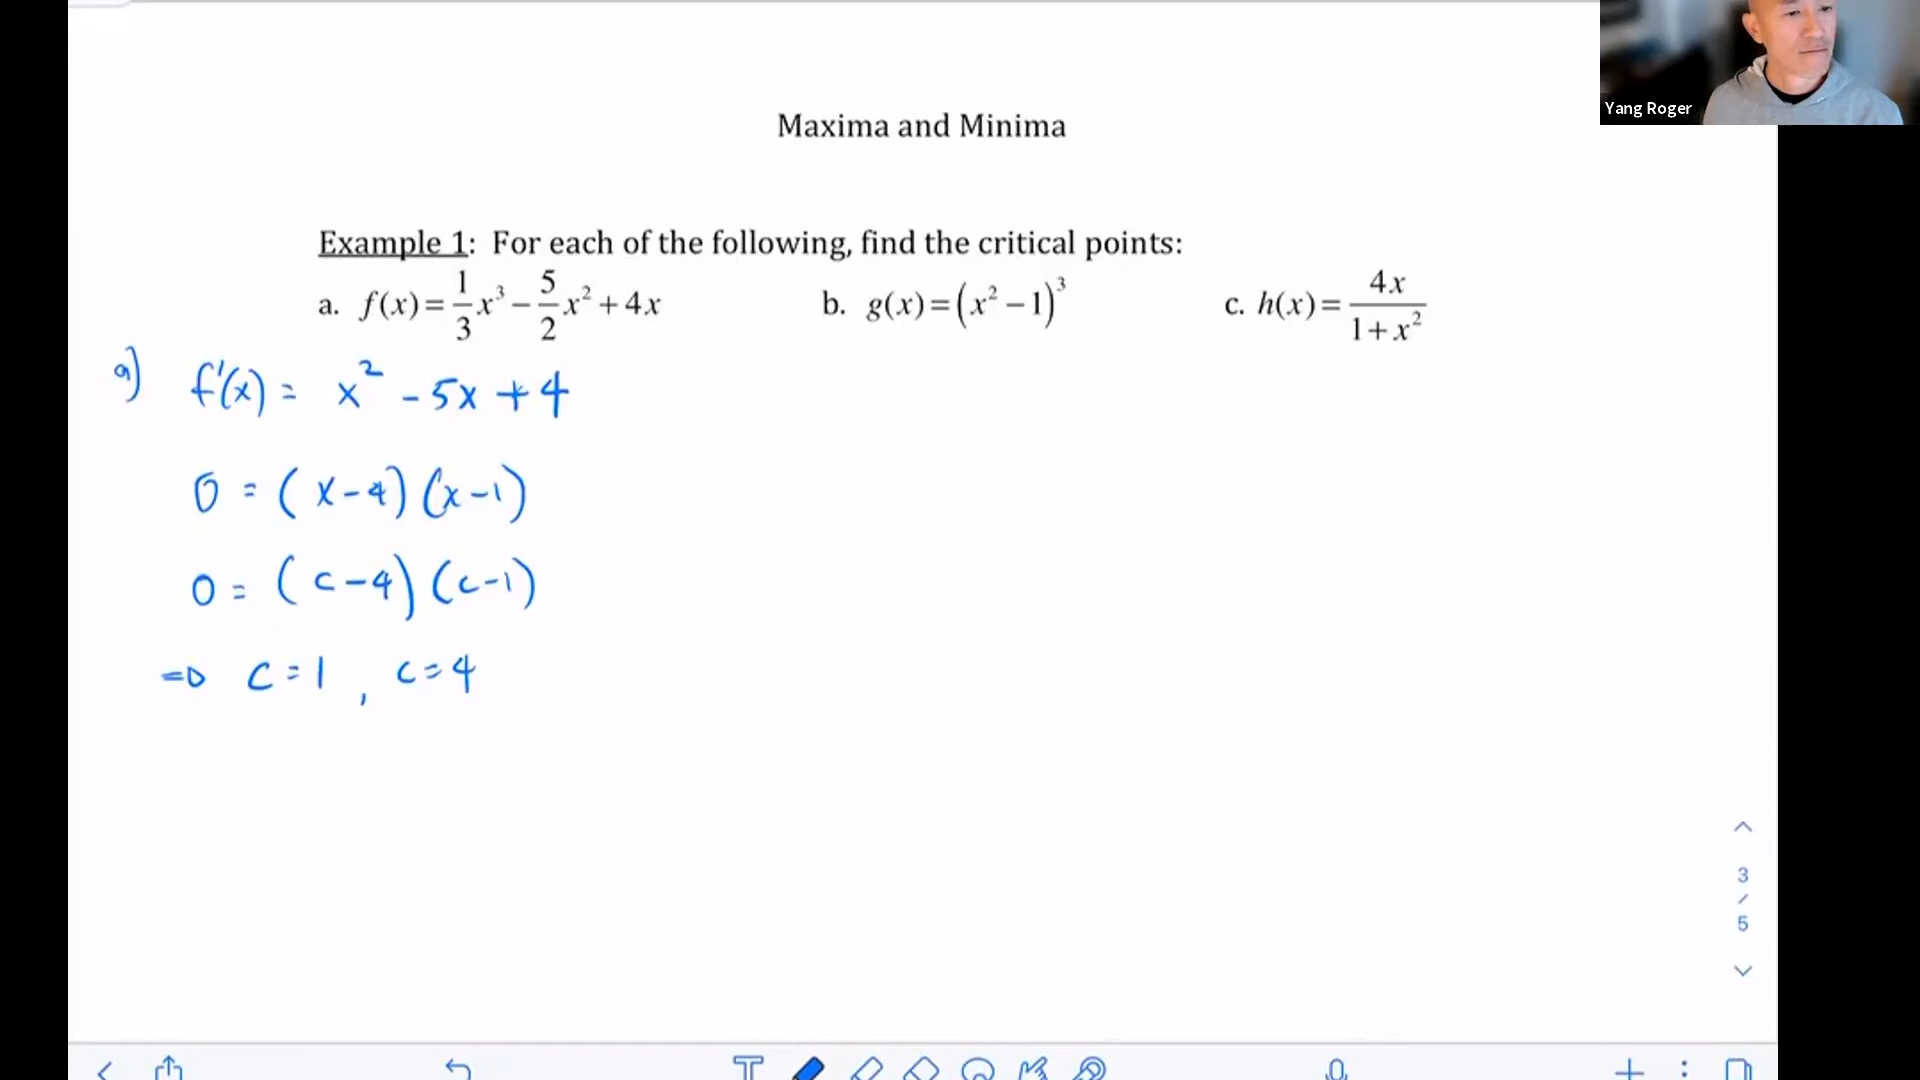 Yang Roger
Maxima and Minima
Example 1: For each of the following, find the critical points:
a. f(x) = 1/3 x³ − 5/2 x² + 4x b. g(x) = (x² − 1)³ c. h(x) = 4x/(1 + x²)
a) f'(x) = x² - 5x + 4
0 = (x-4)(x-1)
0 = (c-4)(c-1)
⇒ c = 1, c = 4
3
/
5
T